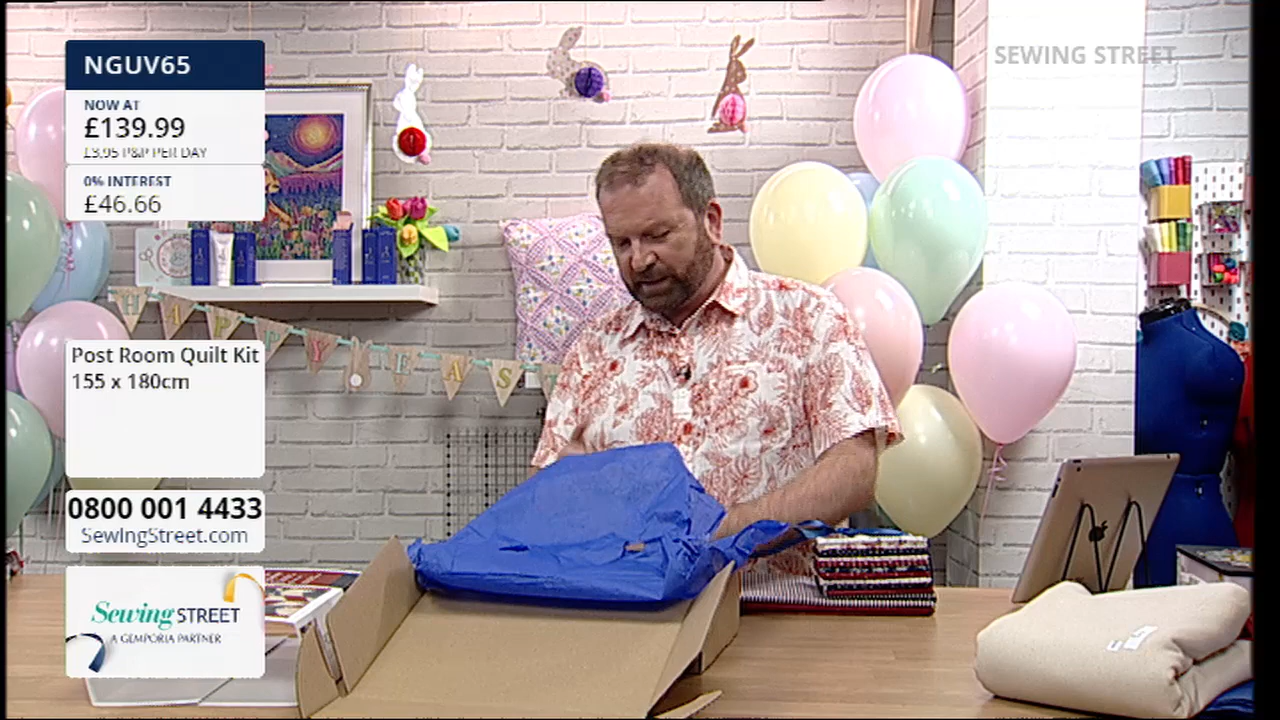 NGUV65
NOW AT
£139.99
£3.95 P&P PER DAY
0% INTEREST
£46.66
Post Room Quilt Kit
155 x 180cm
0800 001 4433
SewingStreet.com
Sewing STREET
A GEMPORIA PARTNER
SEWING STREET
HAPPY EAS